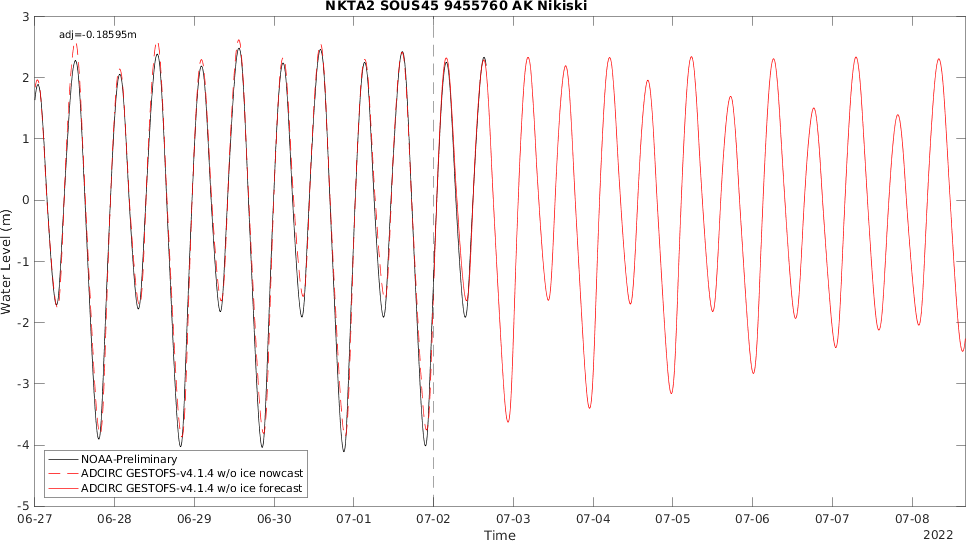 NKTA2 SOUS45 9455760 AK Nikiski
adj=-0.18595m
3
2
1
0
-1
-2
-3
-4
-5
Water Level (m)
NOAA-Preliminary
ADCIRC GESTOFS-v4.1.4 w/o ice nowcast
ADCIRC GESTOFS-v4.1.4 w/o ice forecast
06-27 06-28 06-29 06-30 07-01 07-02 07-03 07-04 07-05 07-06 07-07 07-08
Time
2022